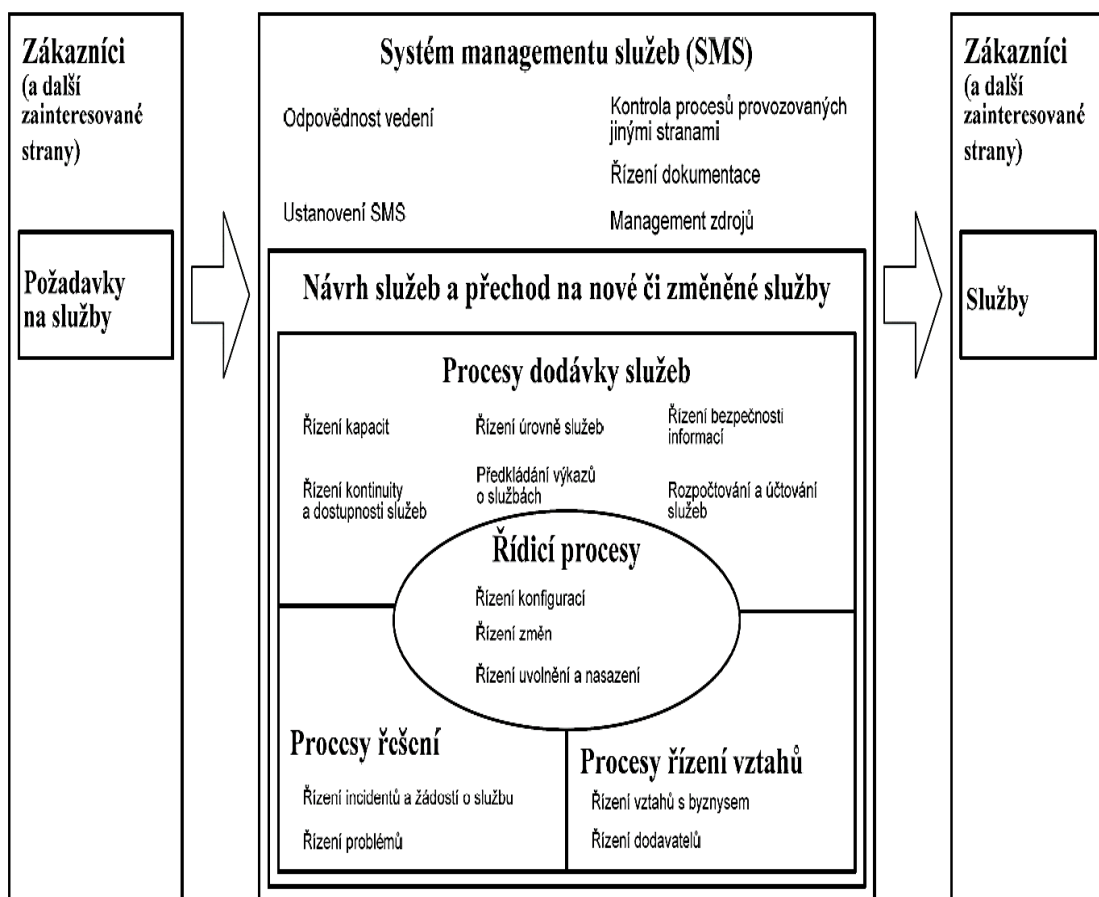 Zákazníci
(a další
zainteresované
strany)
Požadavky
na služby
Systém managementu služeb (SMS)
Odpovědnost vedení
Ustanovení SMS
Kontrola procesů provozovaných
jinými stranami
Řízení dokumentace
Management zdrojů
Návrh služeb a přechod na nové či změněné služby
Procesy dodávky služeb
Řízení kapacit
Řízení úrovně služeb
Řízení bezpečnosti
informací
Řízení kontinuity
a dostupnosti služeb
Předkládání výkazů
o službách
Rozpočtování a účtování
služeb
Řídicí procesy
Řízení konfigurací
Řízení změn
Řízení uvolnění a nasazení
Procesy řešení
Řízení incidentů a žádostí o službu
Řízení problémů
Procesy řízení vztahů
Řízení vztahů s byznysem
Řízení dodavatelů
Zákazníci
(a další
zainteresované
strany)
Služby